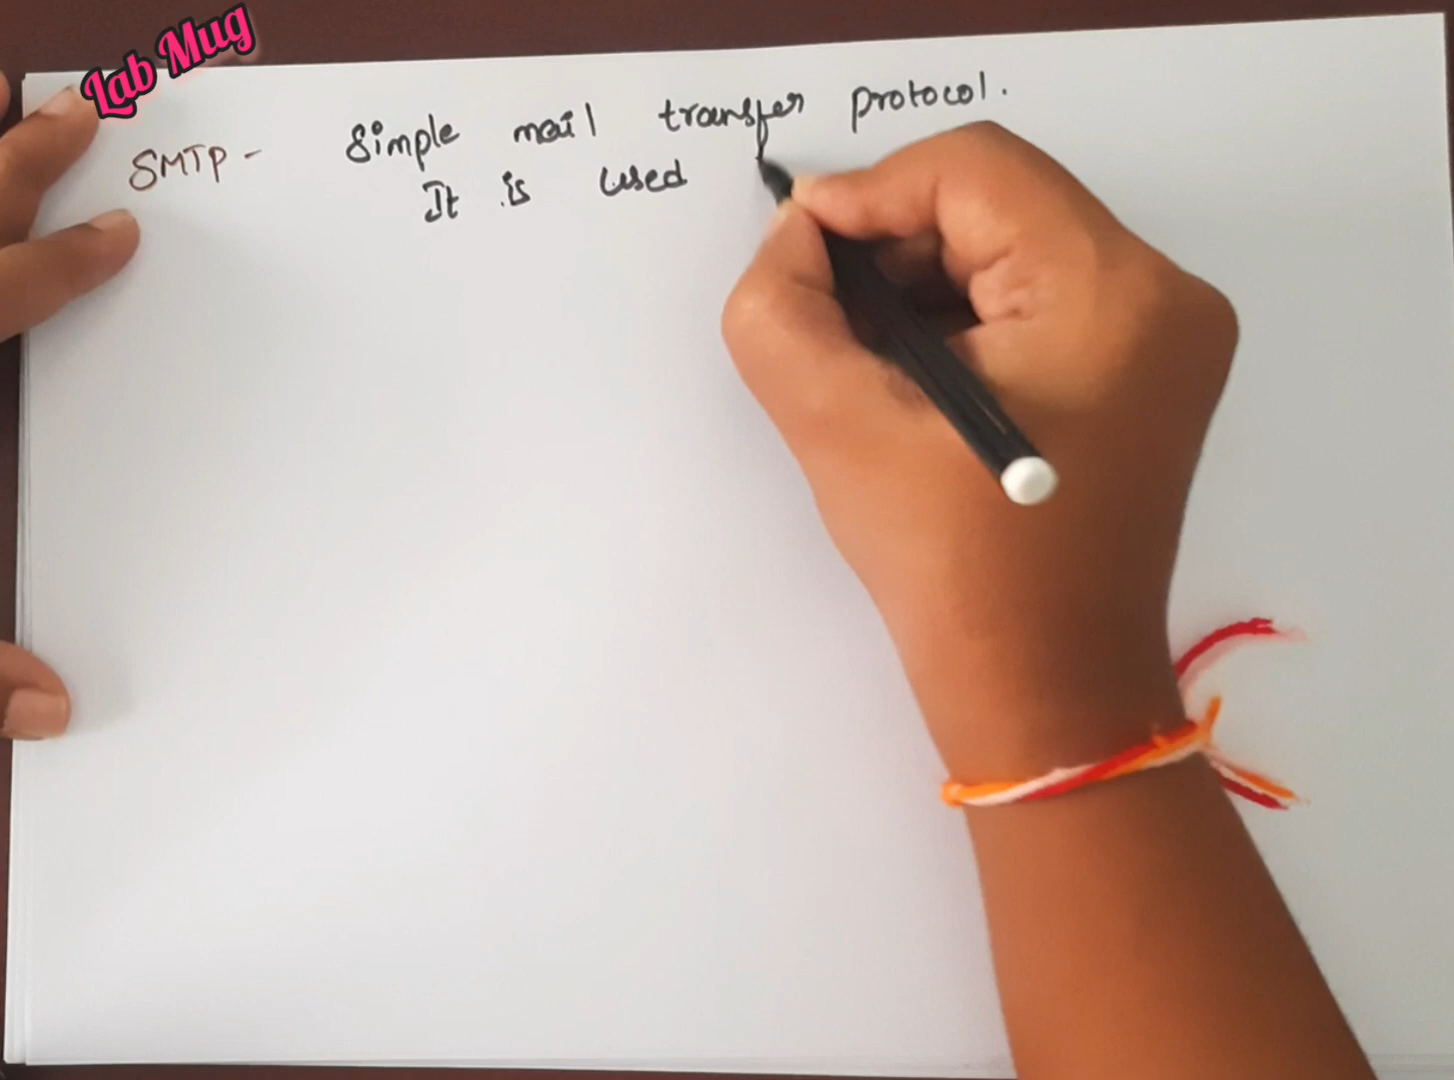 Lab Mug
SMTP - Simple mail transfer protocol.
It is used